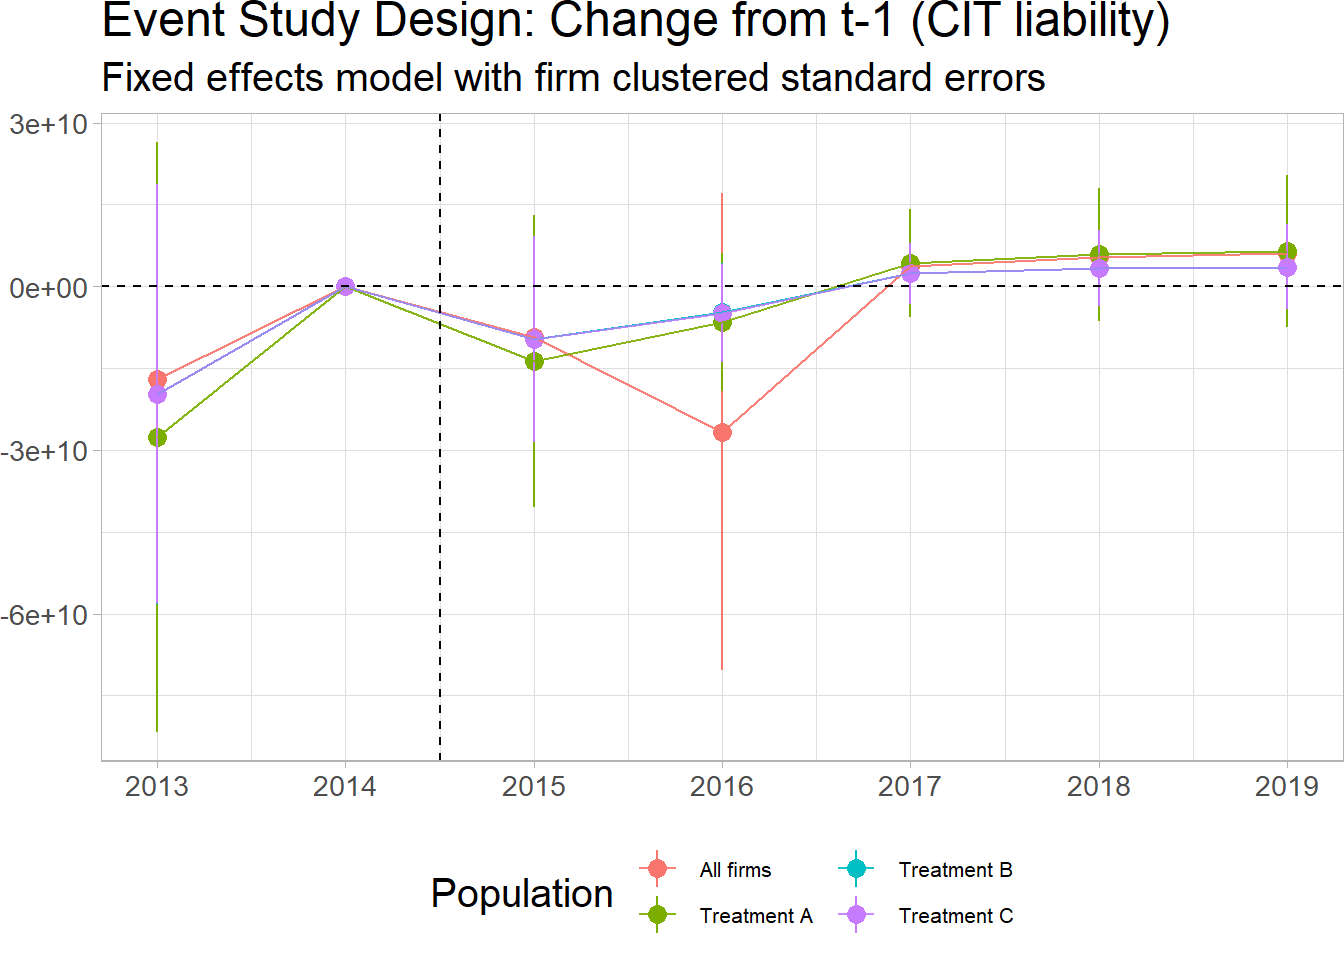 Event Study Design: Change from t-1 (CIT liability)
Fixed effects model with firm clustered standard errors
3e+10
0e+00
-3e+10
-6e+10
2013 2014 2015 2016 2017 2018 2019
Population
All firms
Treatment A
Treatment B
Treatment C